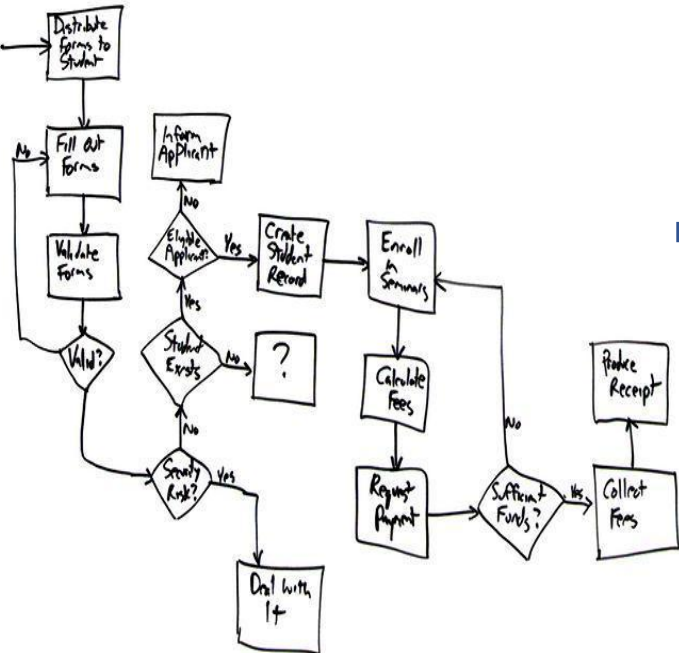 Distribute
Forms to
Student
Fill out
Forms
No
Validate
Forms
Valid?
Inform
Applicant
No
Eligible
Applicant?
Yes
Create
Student
Record
Enroll
in
Seminars
Yes
Student
Exists
No
?
No
Security
Risk?
Yes
Deal with
it
Calculate
Fees
Request
Payment
Sufficient
Funds?
No
Yes
Collect
Fees
Produce
Receipt